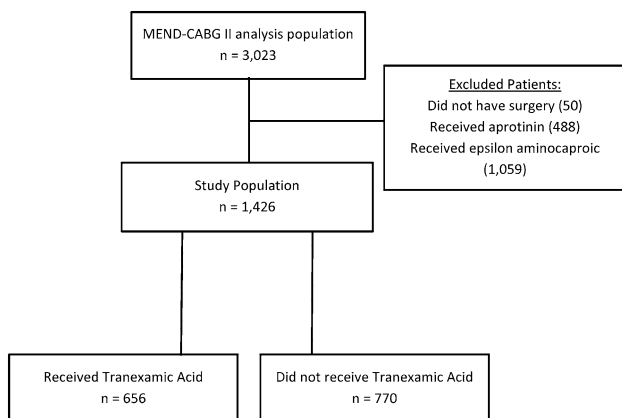 MEND-CABG II analysis population
n = 3,023
Excluded Patients:
Did not have surgery (50)
Received aprotinin (488)
Received epsilon aminocaproic
(1,059)
Study Population
n = 1,426
Received Tranexamic Acid
n = 656
Did not receive Tranexamic Acid
n = 770